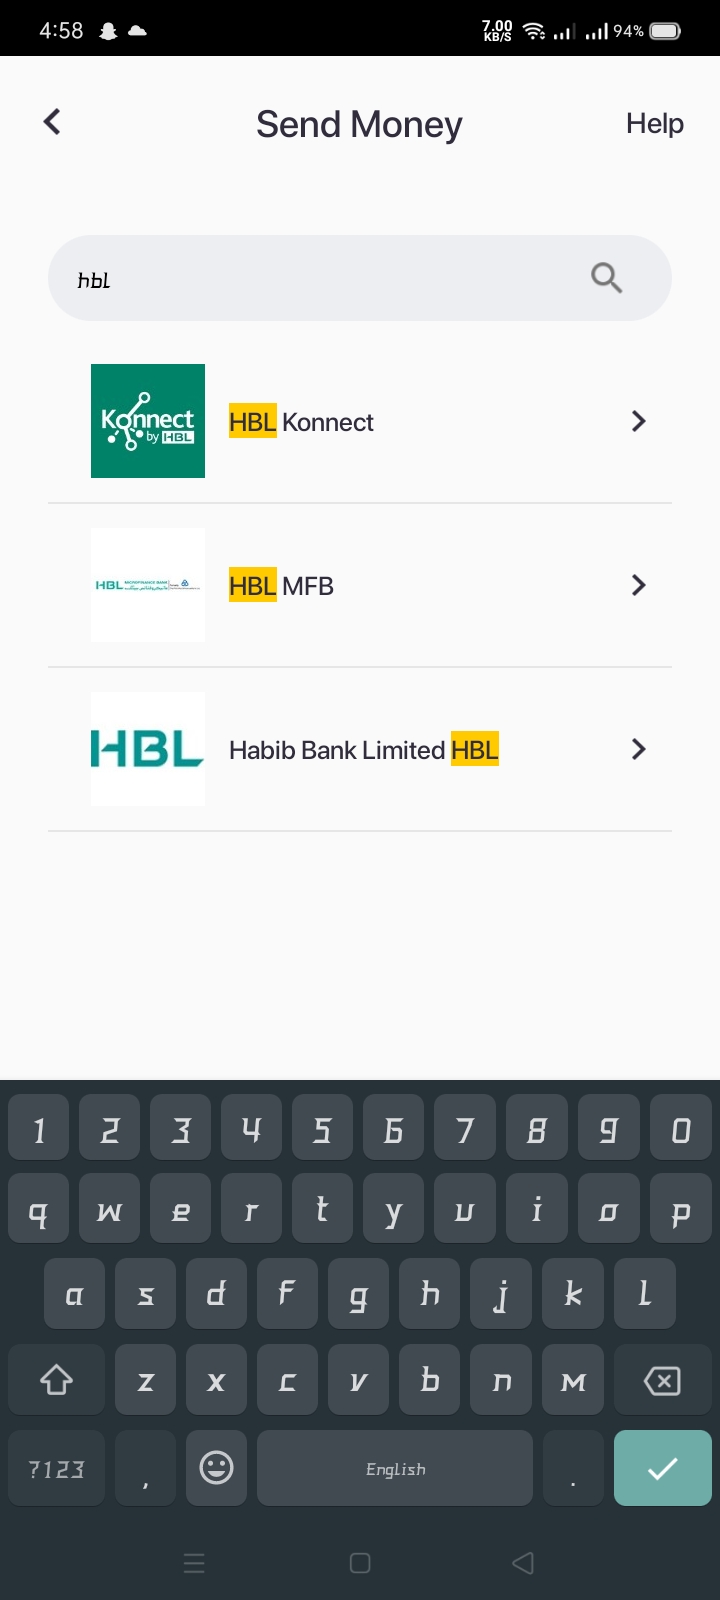 4:58
7.00
KB/S
94%
Send Money
Help
hbl
Konnect
by HBL
HBL Konnect
HBL MICROFINANCE BANK
HBL MFB
HBL
Habib Bank Limited HBL
1 2 3 4 5 6 7 8 9 0
q w e r t y u i o p
a s d f g h j k l
z x c v b n m
?123 , English .